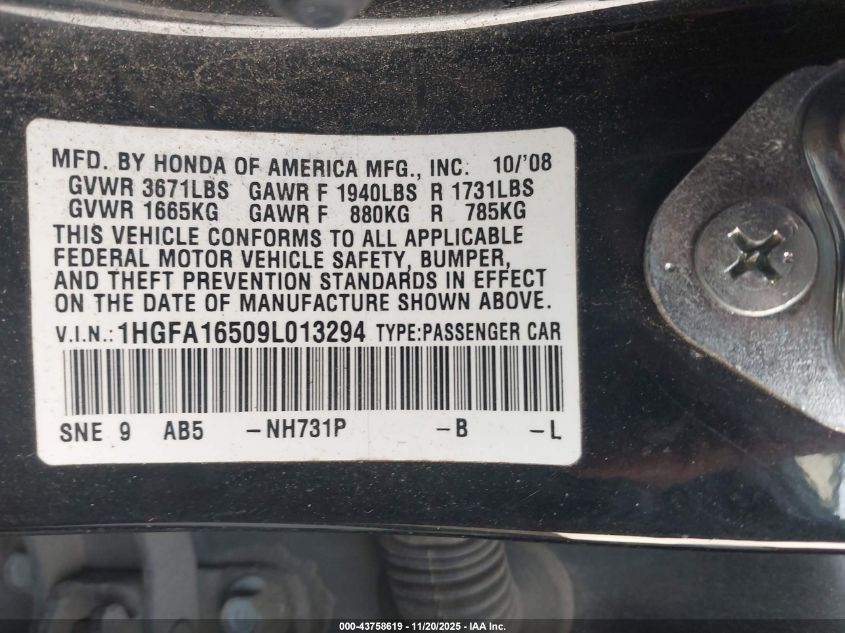 MFD. BY HONDA OF AMERICA MFG., INC. 10/'08
GVWR 3671LBS GAWR F 1940LBS R 1731LBS
GVWR 1665KG GAWR F 880KG R 785KG
THIS VEHICLE CONFORMS TO ALL APPLICABLE
FEDERAL MOTOR VEHICLE SAFETY, BUMPER,
AND THEFT PREVENTION STANDARDS IN EFFECT
ON THE DATE OF MANUFACTURE SHOWN ABOVE.
V.I.N.: 1HGFA16509L013294 TYPE:PASSENGER CAR
SNE 9 AB5 -NH731P -B -L
000-43758619 - 11/20/2025 - IAA Inc.